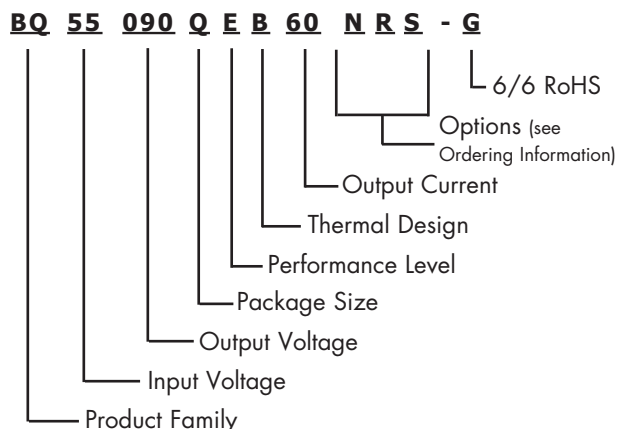 BQ 55 090 Q E B 60 N R S - G
6/6 RoHS
Options (see
Ordering Information)
Output Current
Thermal Design
Performance Level
Package Size
Output Voltage
Input Voltage
Product Family